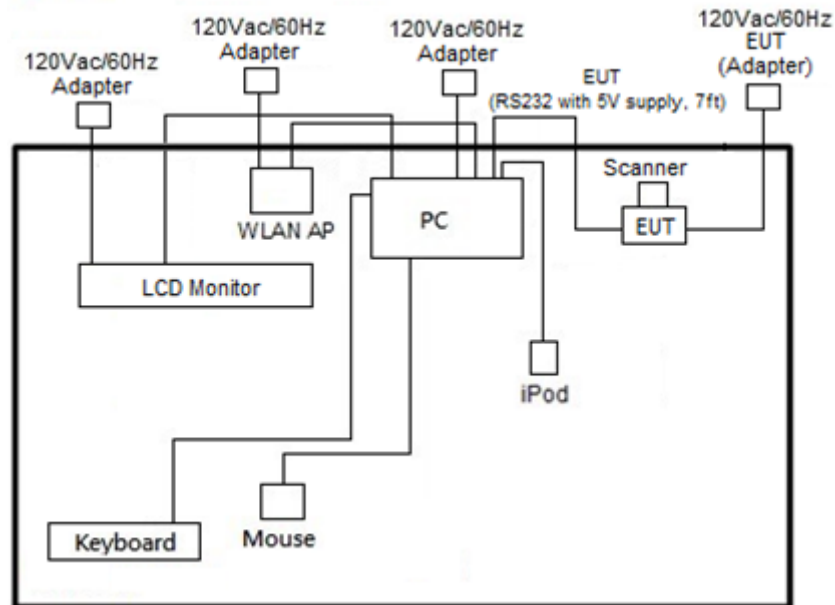 120Vac/60Hz
Adapter
120Vac/60Hz
Adapter
120Vac/60Hz
Adapter
EUT
(RS232 with 5V supply, 7ft)
120Vac/60Hz
EUT
(Adapter)
Scanner
EUT
PC
WLAN AP
LCD Monitor
iPod
Mouse
Keyboard